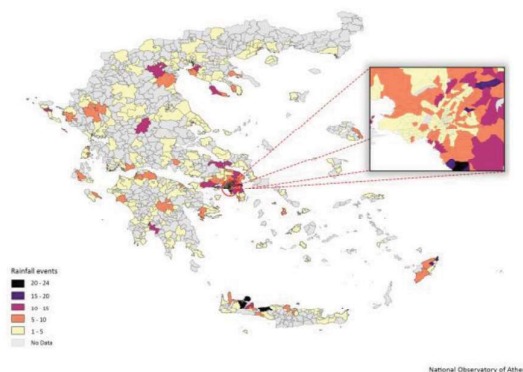 Rainfall events
20 - 24
15 - 20
10 - 15
5 - 10
1 - 5
No Data
National Observatory of Athe